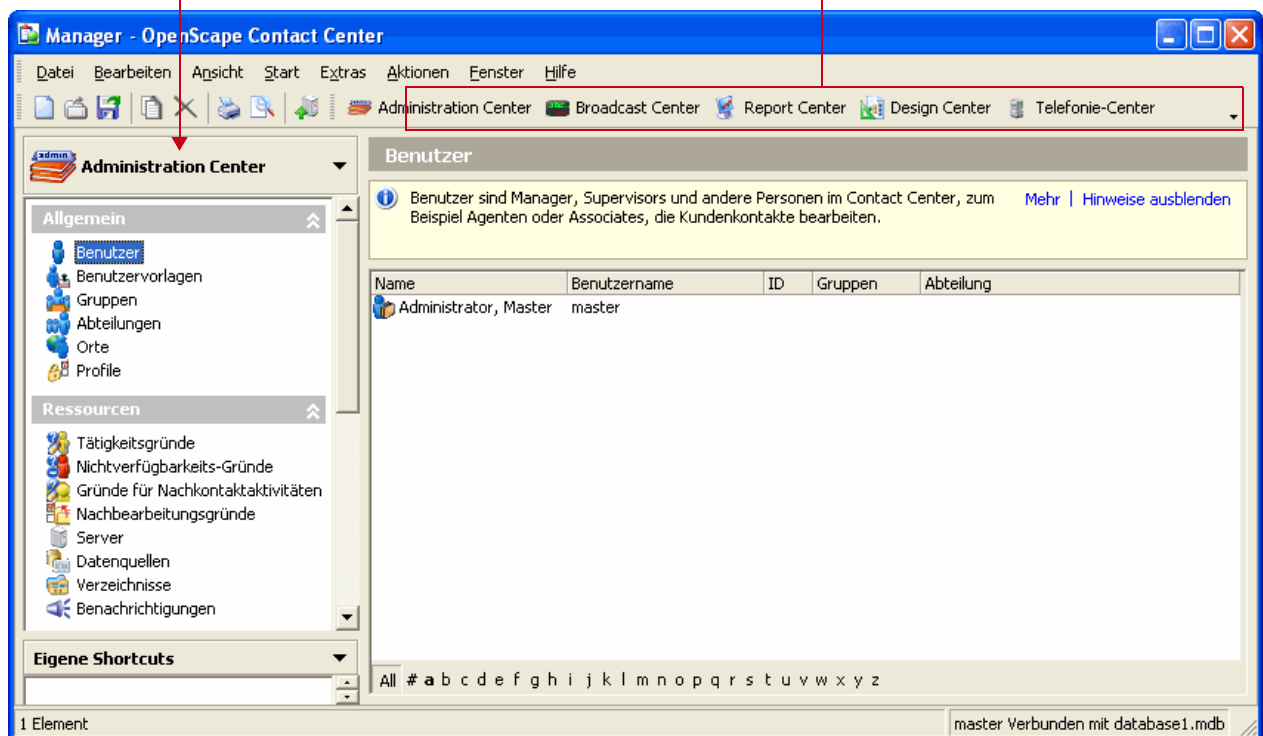 Manager - OpenScape Contact Center
Datei Bearbeiten Ansicht Start Extras Aktionen Fenster Hilfe
Administration Center Broadcast Center Report Center Design Center Telefonie-Center
admin
Administration Center
Allgemein
Benutzer
Benutzervorlagen
Gruppen
Abteilungen
Orte
Profile
Ressourcen
Tätigkeitsgründe
Nichtverfügbarkeits-Gründe
Gründe für Nachkontaktaktivitäten
Nachbearbeitungsgründe
Server
Datenquellen
Verzeichnisse
Benachrichtigungen
Eigene Shortcuts
Benutzer
Benutzer sind Manager, Supervisors und andere Personen im Contact Center, zum
Beispiel Agenten oder Associates, die Kundenkontakte bearbeiten.
Mehr | Hinweise ausblenden
Name Benutzername ID Gruppen Abteilung
Administrator, Master master
All # a b c d e f g h i j k l m n o p q r s t u v w x y z
1 Element
master Verbunden mit database1.mdb